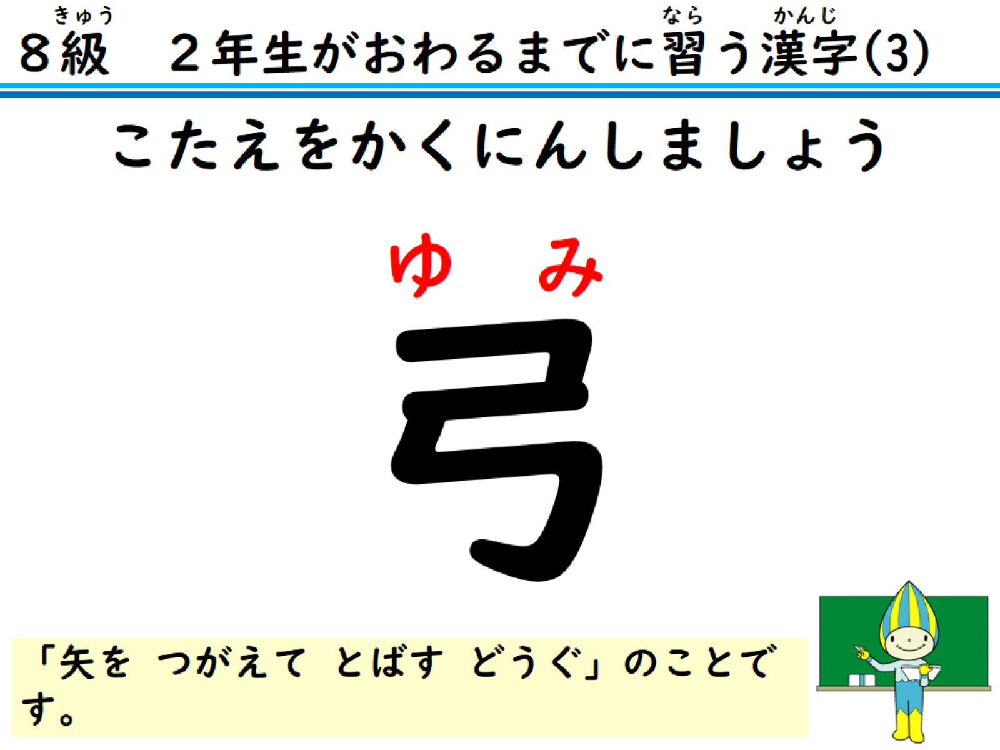 きゅう なら かんじ
８級　２年生がおわるまでに習う漢字(3)
こたえをかくにんしましょう
ゆ　み
弓
「矢を つがえて とばす どうぐ」のことで
す。